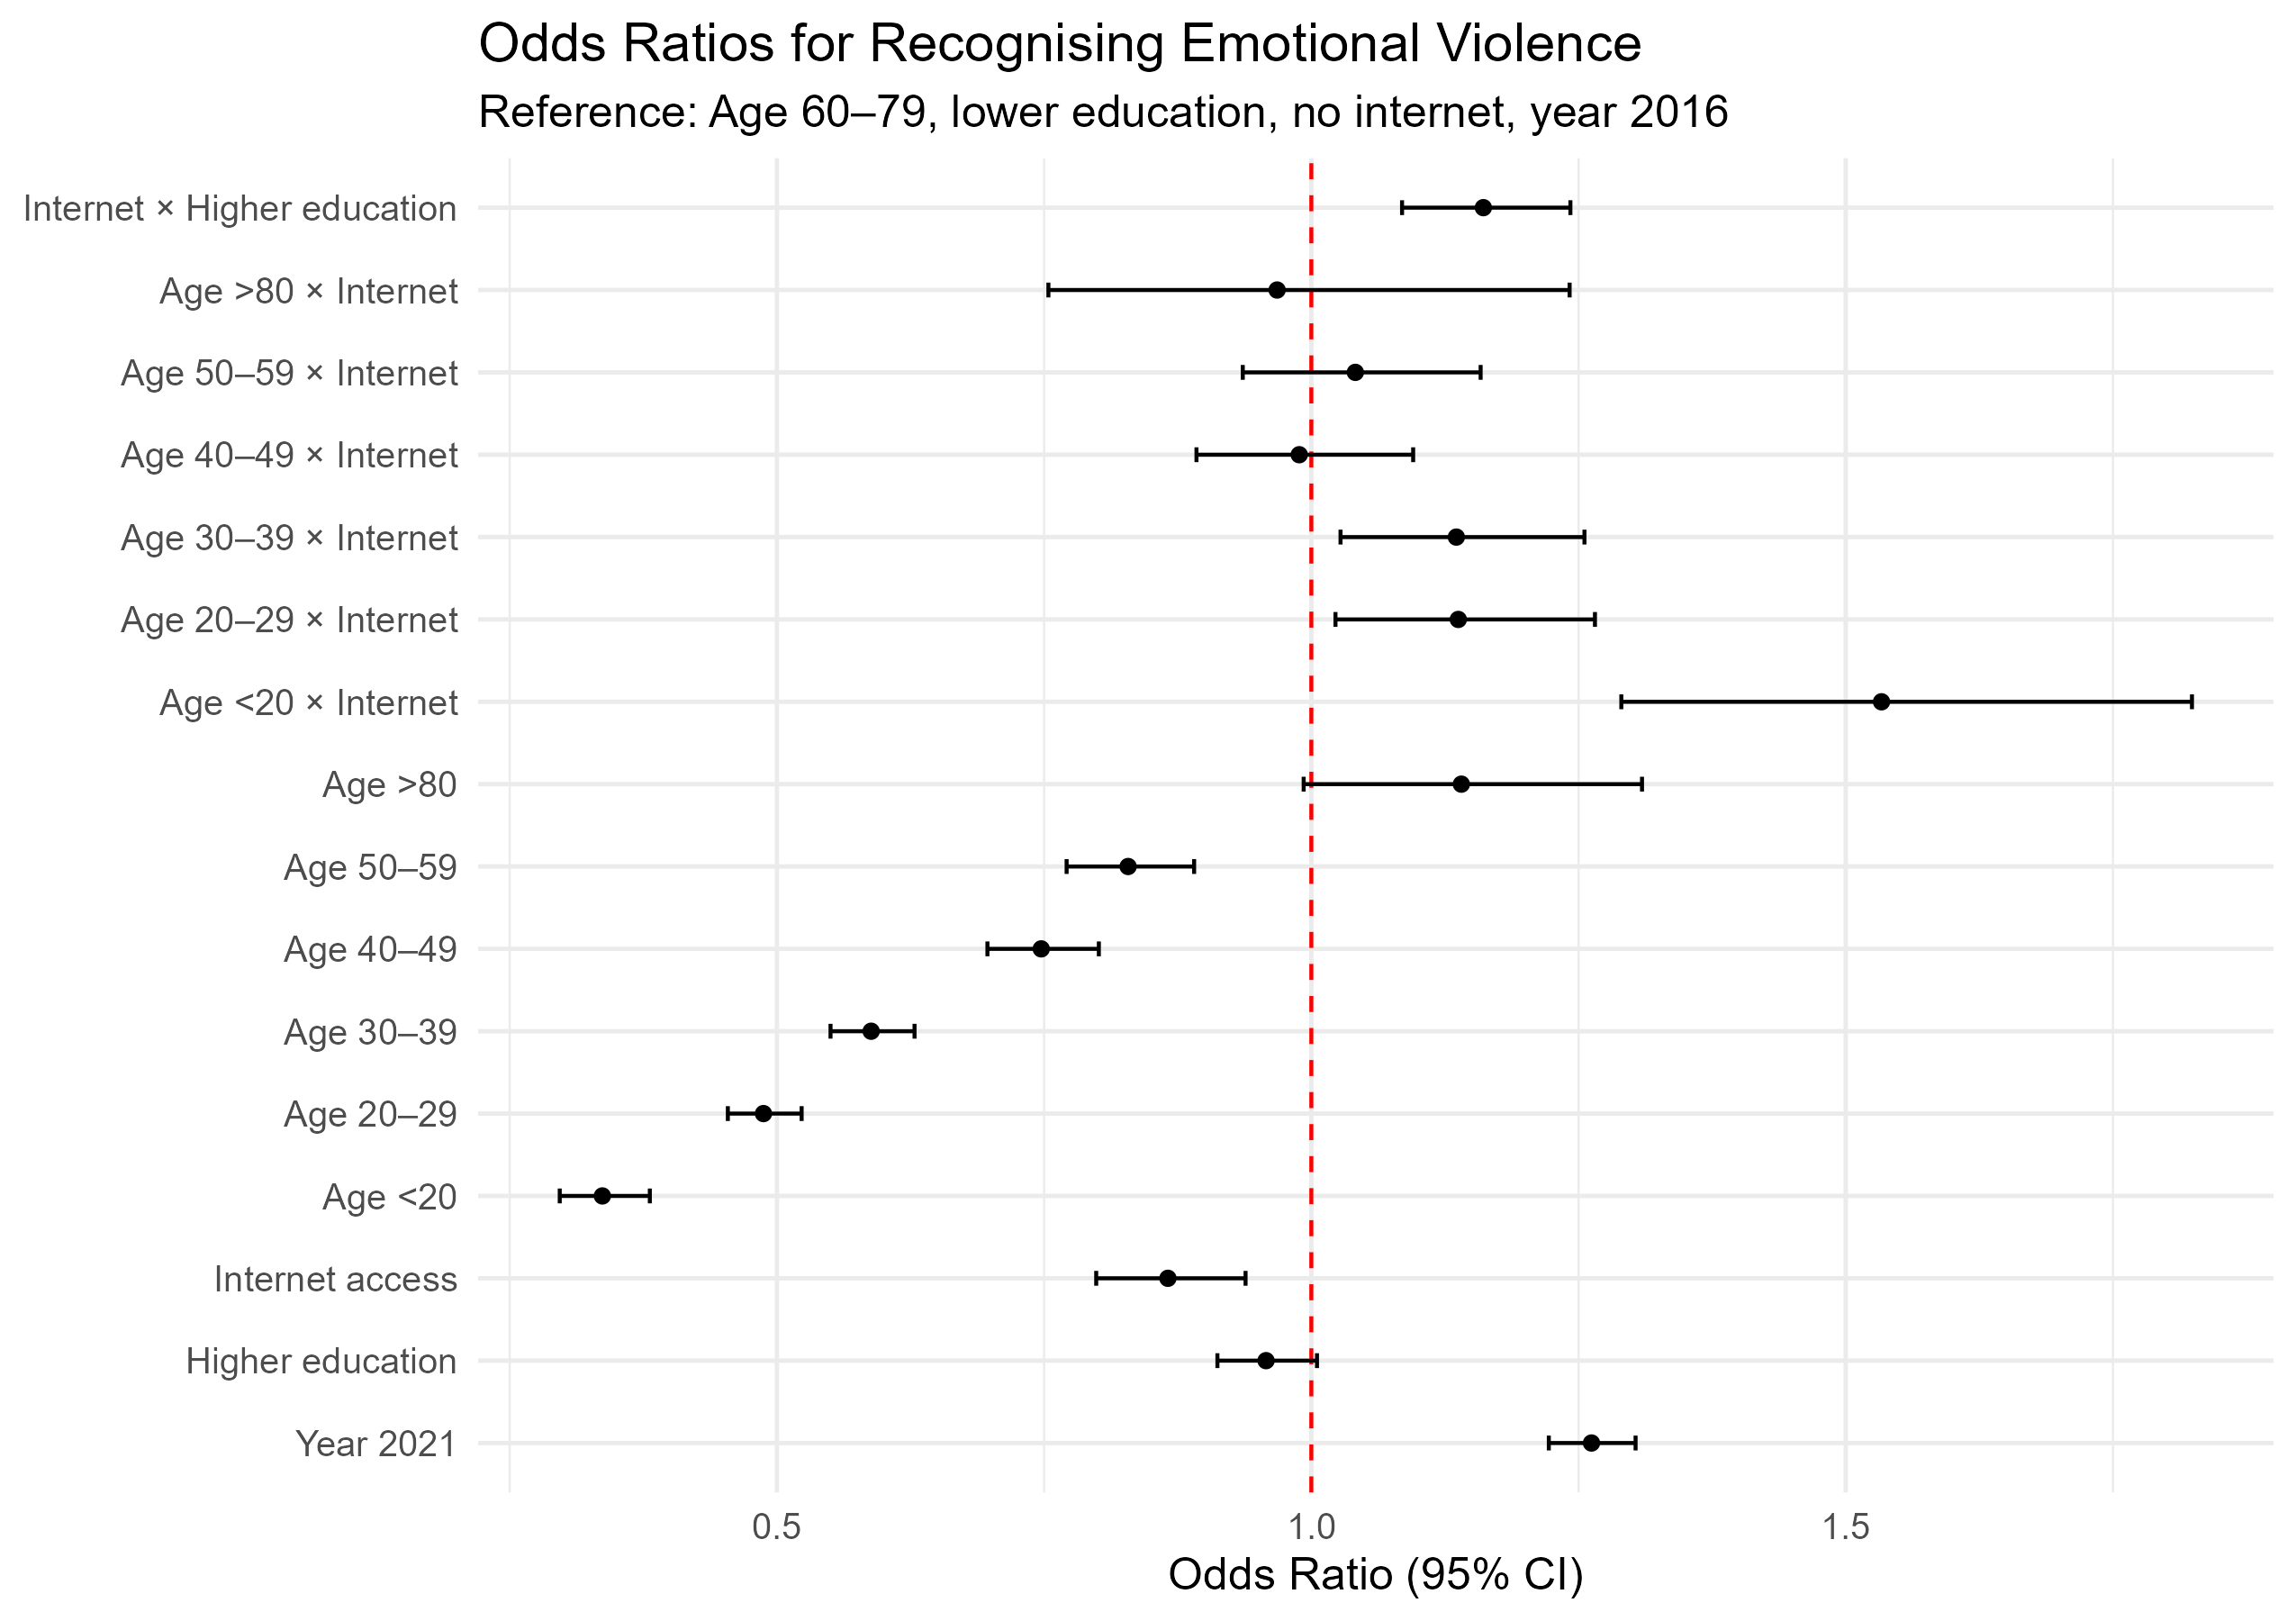 Odds Ratios for Recognising Emotional Violence
Reference: Age 60–79, lower education, no internet, year 2016
Internet × Higher education
Age >80 × Internet
Age 50–59 × Internet
Age 40–49 × Internet
Age 30–39 × Internet
Age 20–29 × Internet
Age <20 × Internet
Age >80
Age 50–59
Age 40–49
Age 30–39
Age 20–29
Age <20
Internet access
Higher education
Year 2021
0.5 1.0 1.5
Odds Ratio (95% CI)